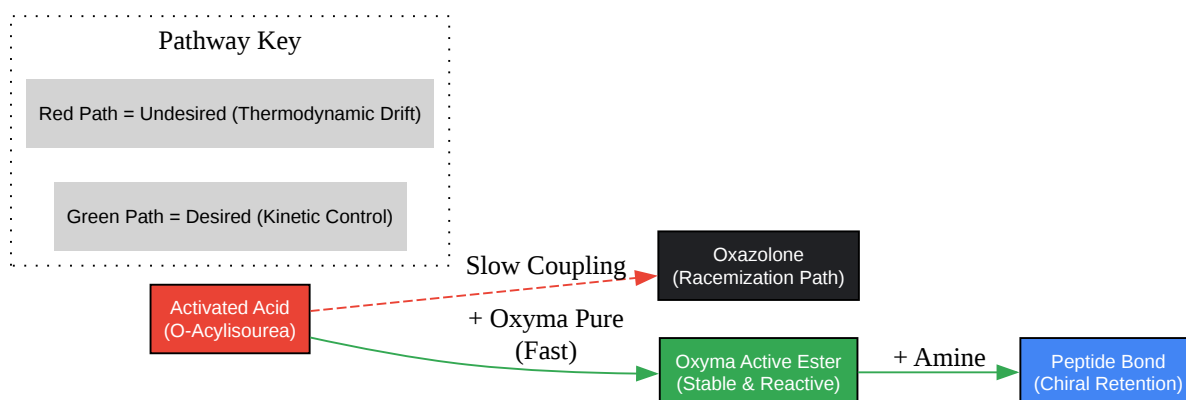 Pathway Key
Red Path = Undesired (Thermodynamic Drift)
Green Path = Desired (Kinetic Control)
Activated Acid
(O-Acylisourea)
Slow Coupling
Oxazolone
(Racemization Path)
+ Oxyma Pure
(Fast)
Oxyma Active Ester
(Stable & Reactive)
+ Amine
Peptide Bond
(Chiral Retention)